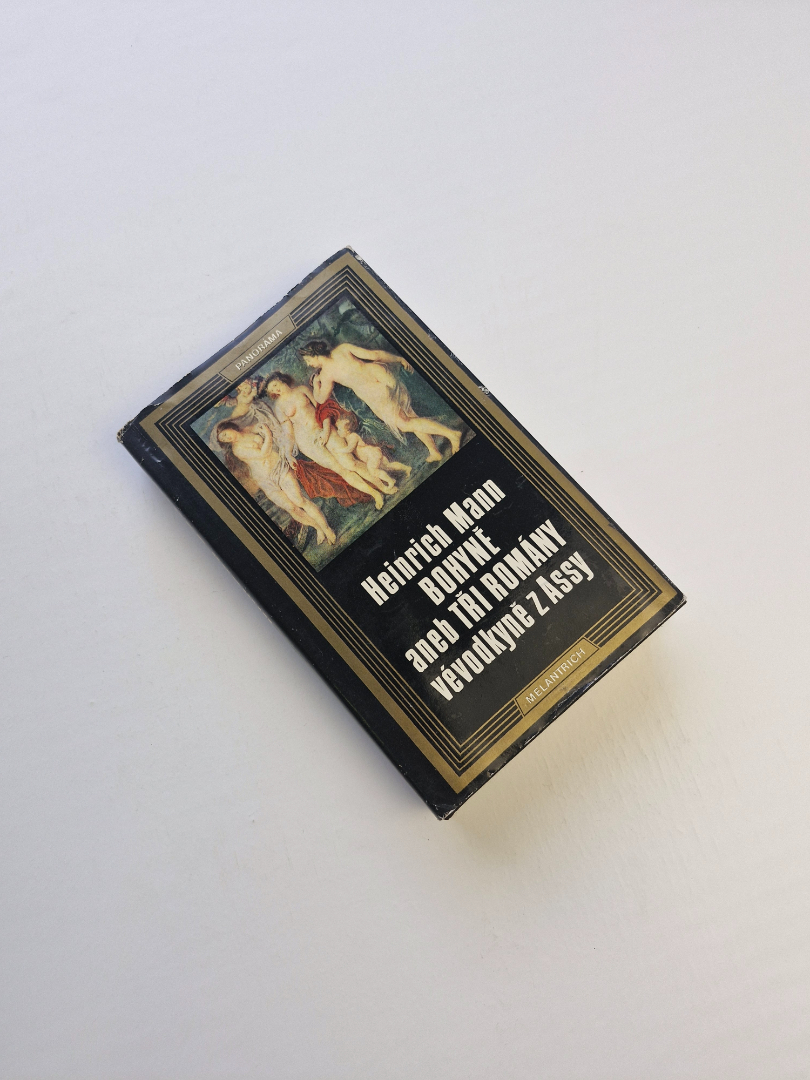 PANORAMA
Heinrich Mann
BOHYNĚ
aneb TŘI ROMÁNY
vévodkyně z Assy
MELANTRICH